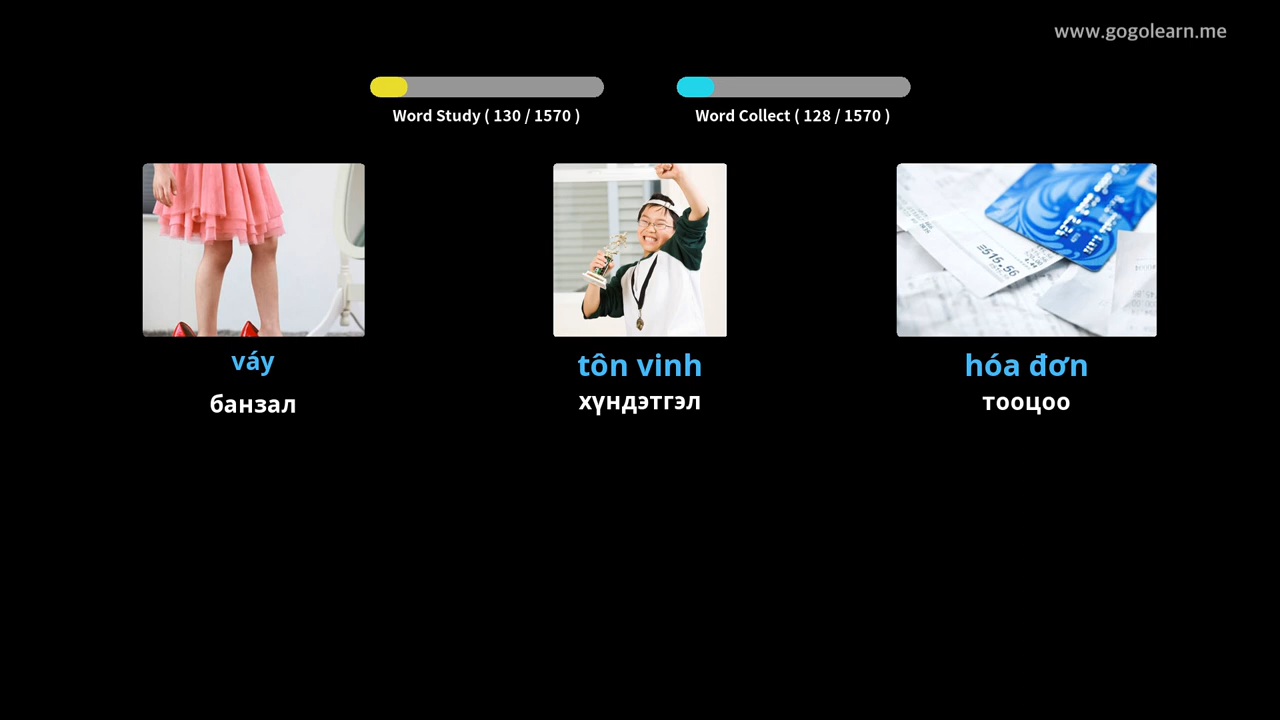 www.gogolearn.me
Word Study ( 130 / 1570 )
Word Collect ( 128 / 1570 )
váy
банзал
tôn vinh
хүндэтгэл
hóa đơn
тооцоо